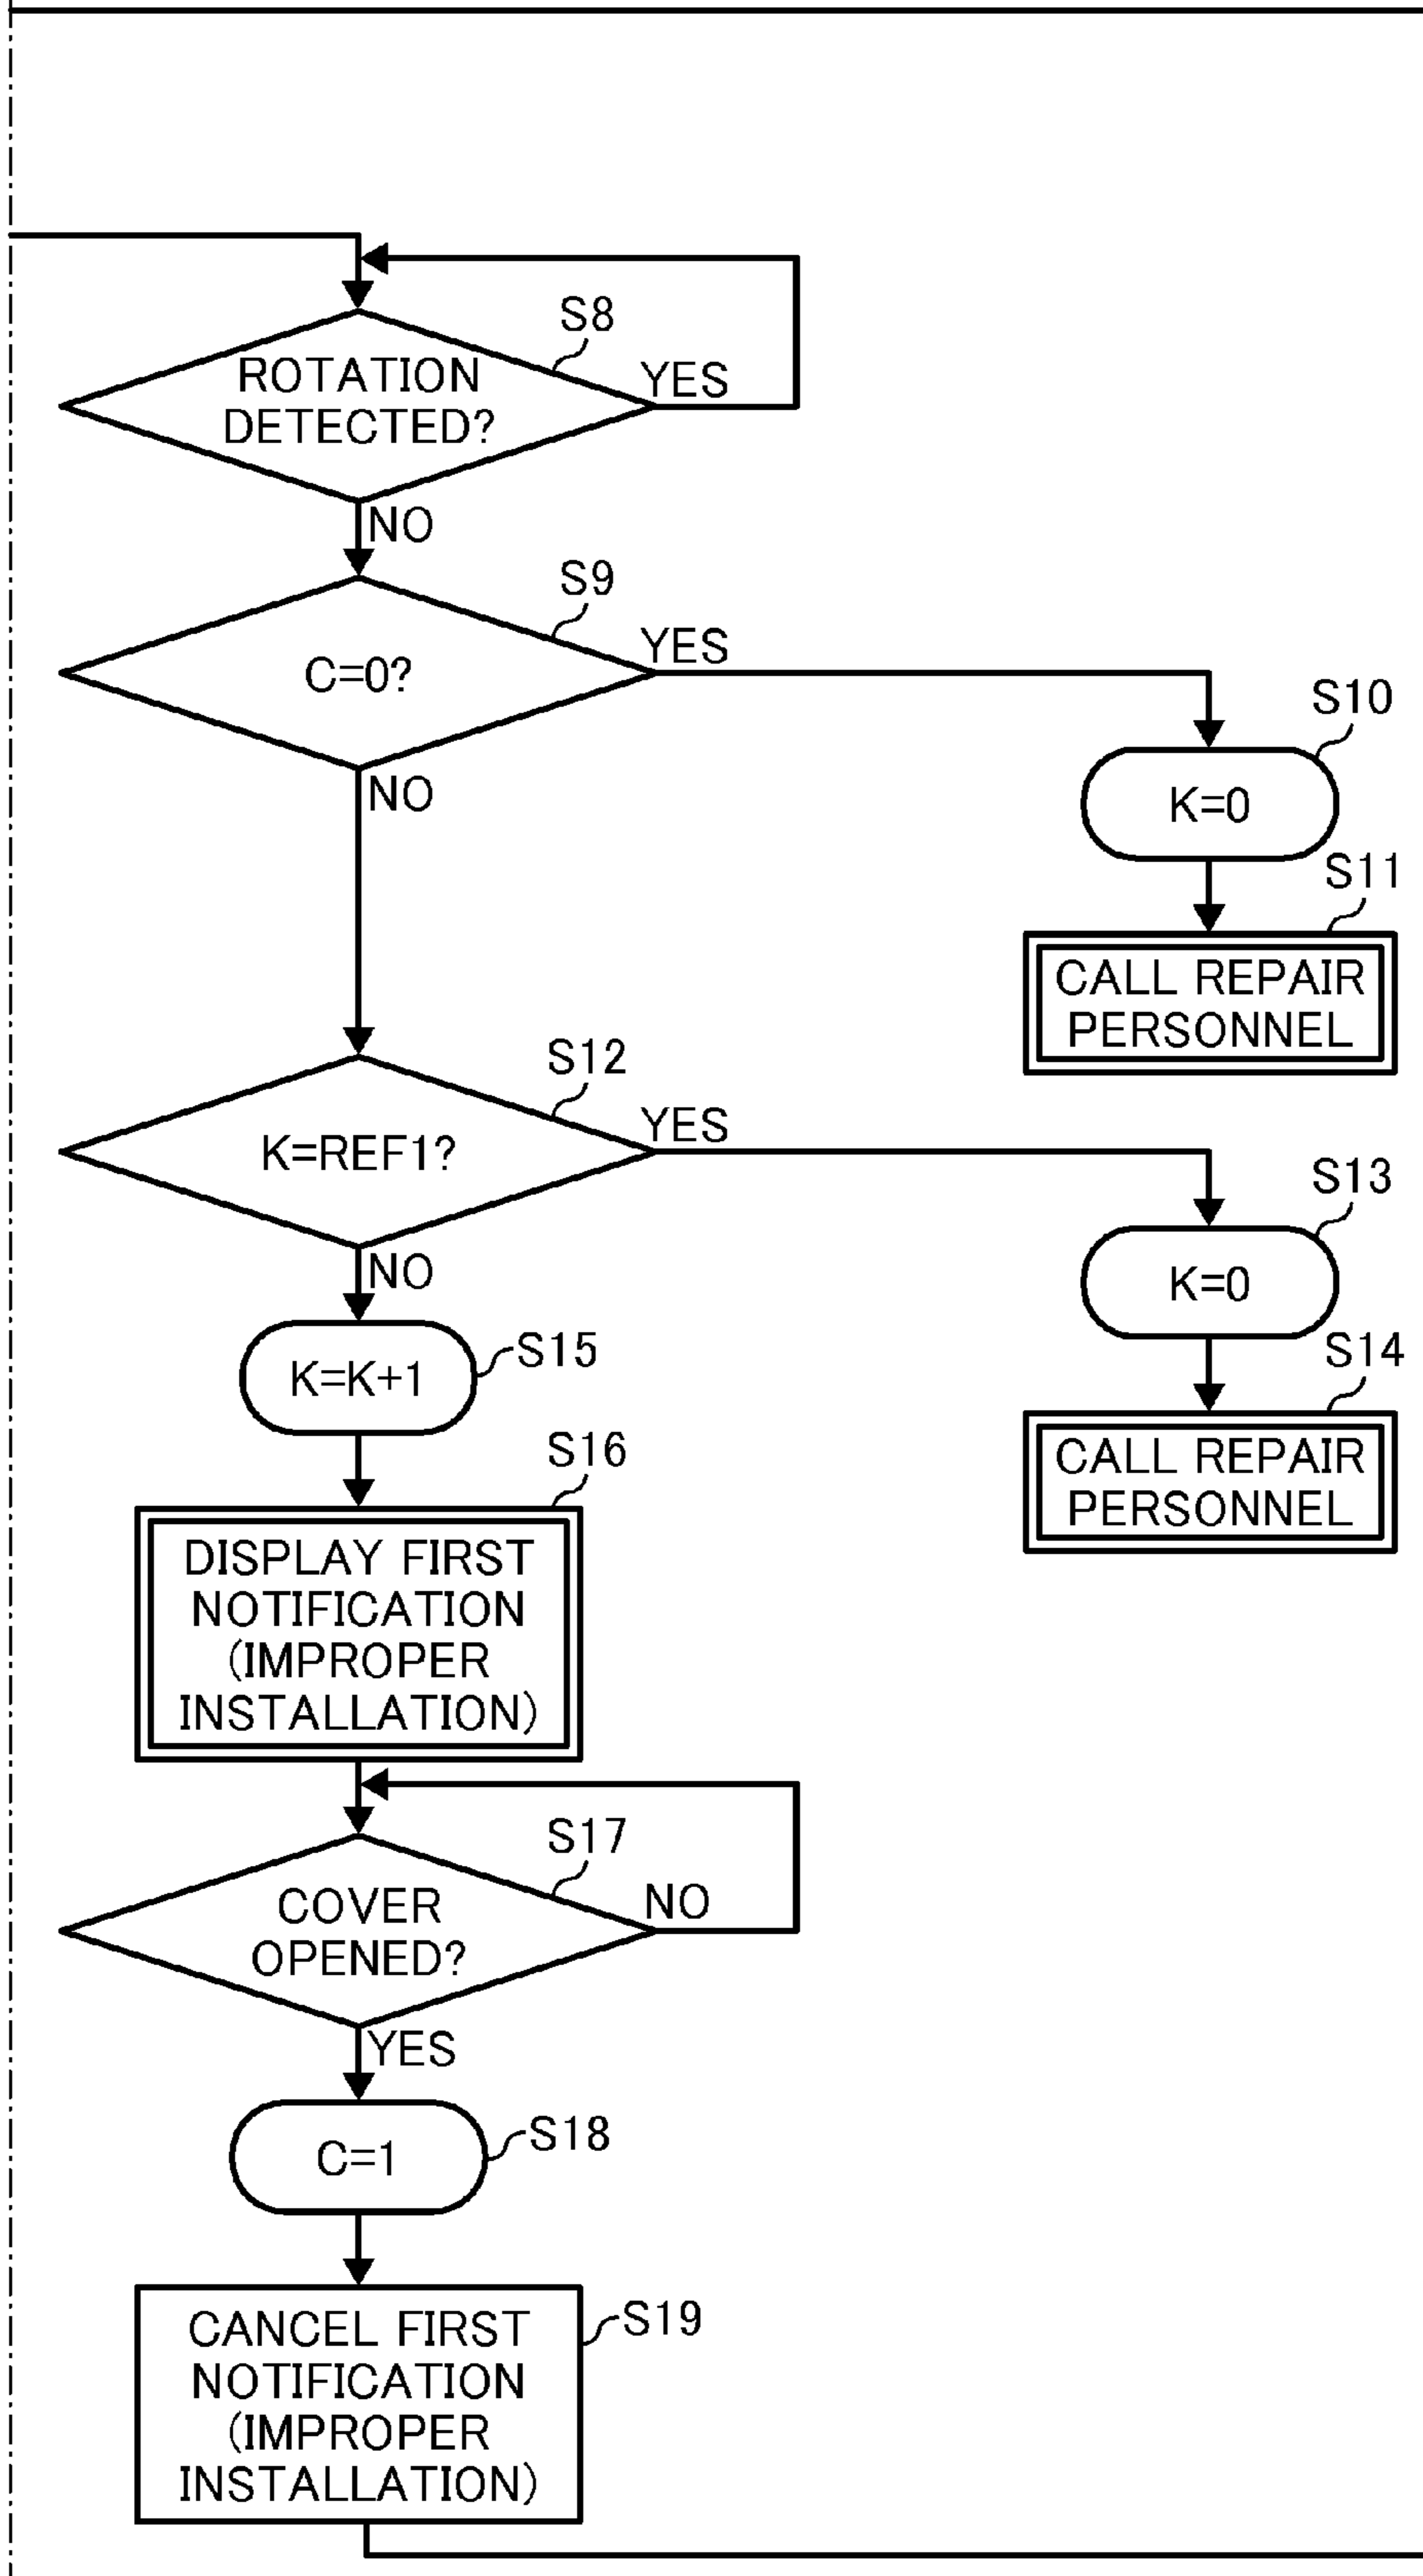 S8
ROTATION
DETECTED?
YES
NO
S9
C=0?
YES
NO
S10
K=0
S11
CALL REPAIR
PERSONNEL
S12
K=REF1?
YES
NO
S13
K=0
S14
CALL REPAIR
PERSONNEL
S15
K=K+1
S16
DISPLAY FIRST
NOTIFICATION
(IMPROPER
INSTALLATION)
S17
COVER
OPENED?
NO
YES
S18
C=1
S19
CANCEL FIRST
NOTIFICATION
(IMPROPER
INSTALLATION)